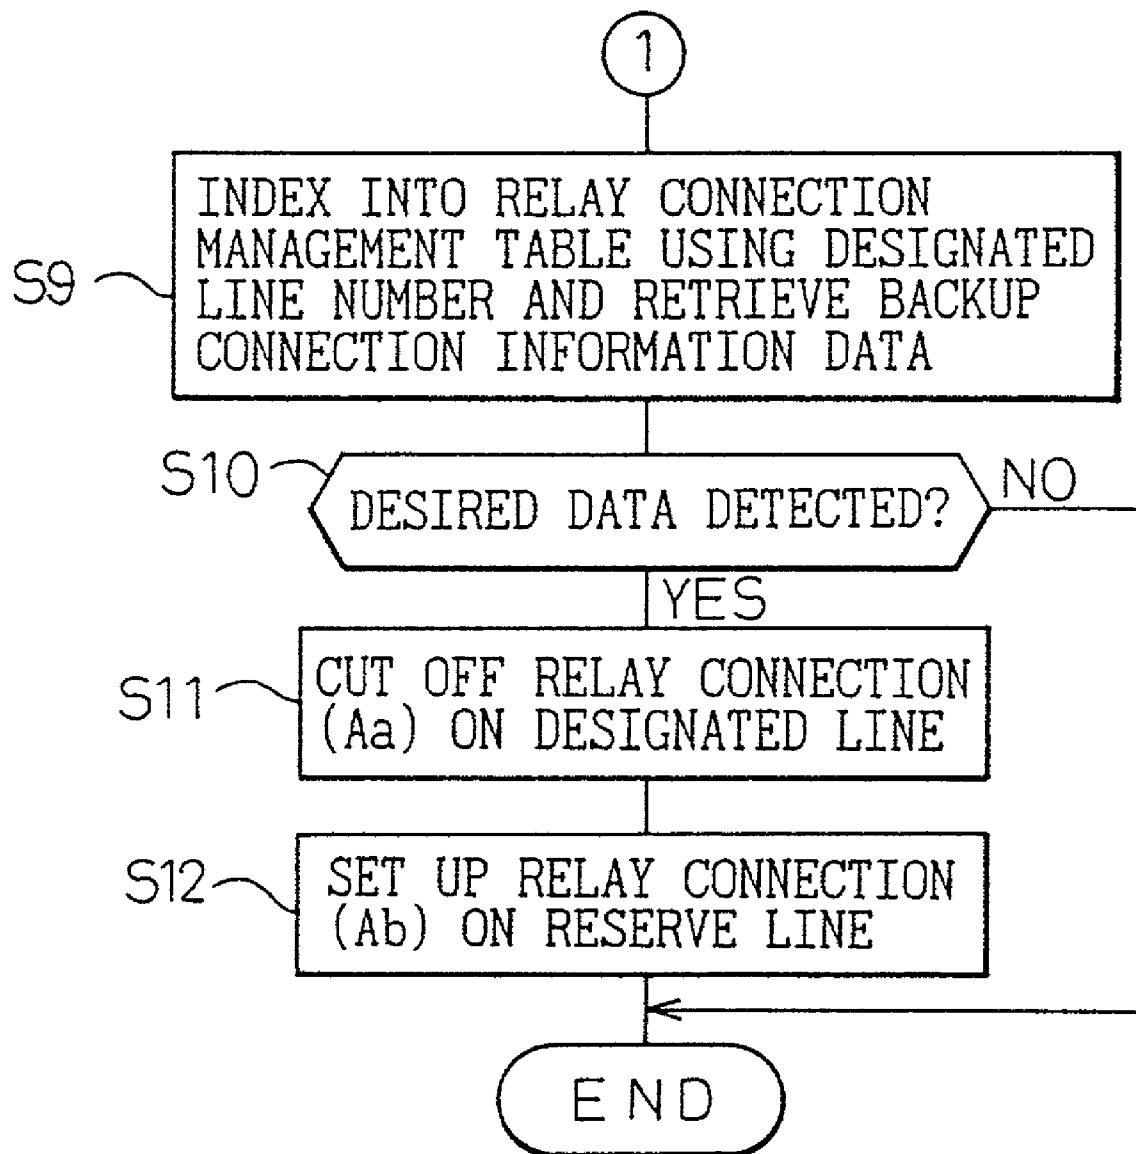 1
S9
INDEX INTO RELAY CONNECTION
MANAGEMENT TABLE USING DESIGNATED
LINE NUMBER AND RETRIEVE BACKUP
CONNECTION INFORMATION DATA
S10
DESIRED DATA DETECTED?
NO
YES
S11
CUT OFF RELAY CONNECTION
(Aa) ON DESIGNATED LINE
S12
SET UP RELAY CONNECTION
(Ab) ON RESERVE LINE
END